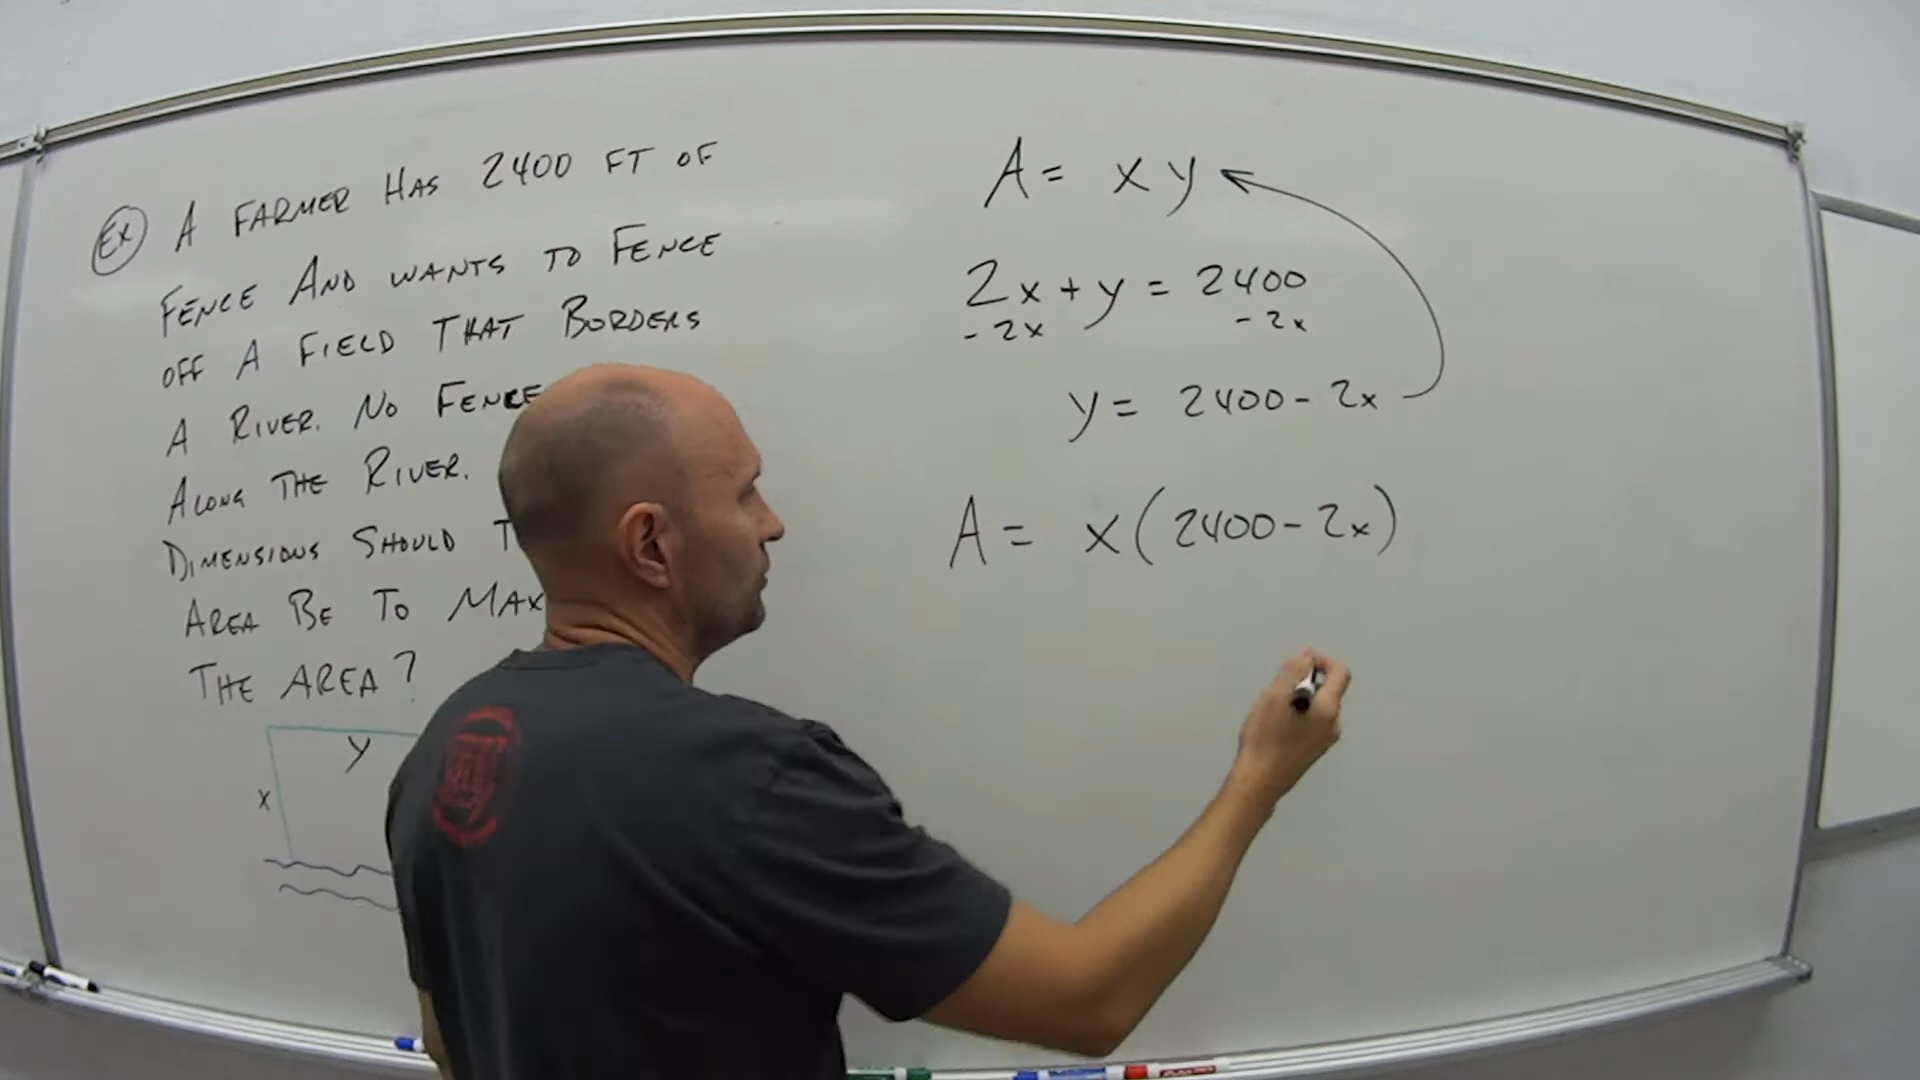 Ex A FARMER HAS 2400 FT OF
FENCE AND WANTS TO FENCE
OFF A FIELD THAT BORDERS
A RIVER. NO FENCE
ALONG THE RIVER.
DIMENSIONS SHOULD T
AREA BE TO MAX
THE AREA?
y
x
A = xy
2x + y = 2400
-2x -2x
y = 2400 - 2x
A = x(2400 - 2x)